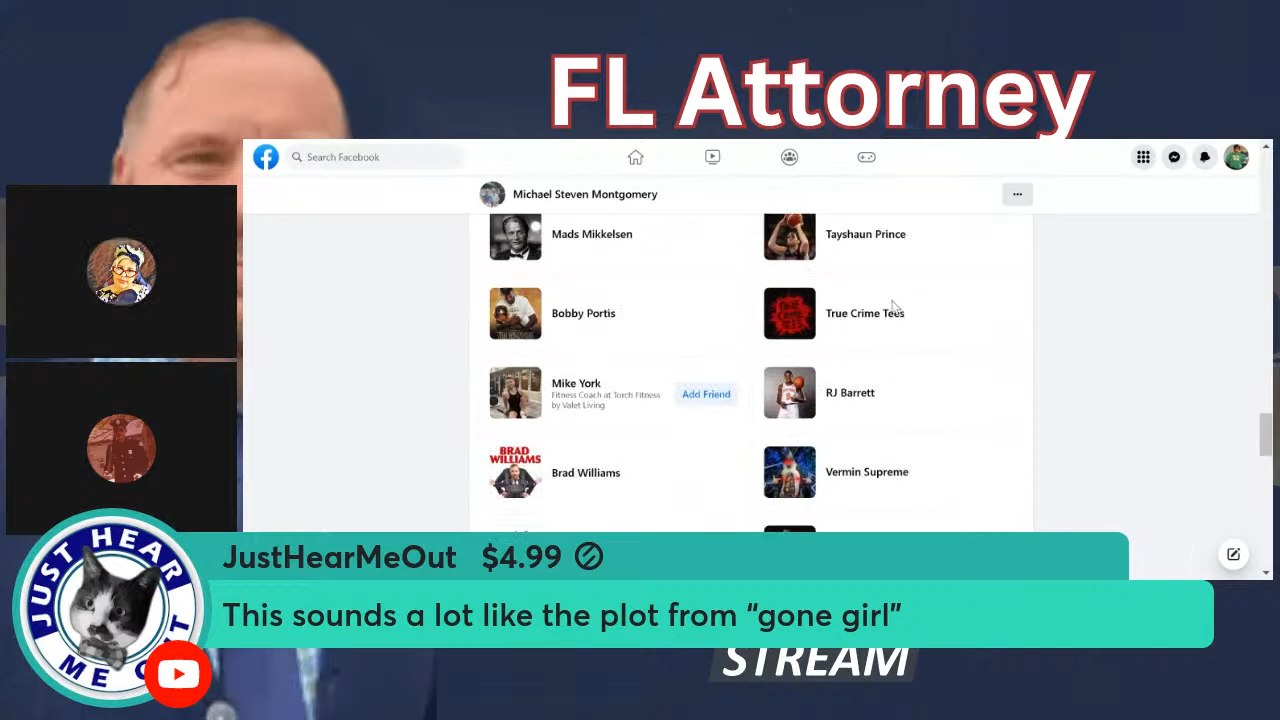 FL Attorney
Search Facebook
Michael Steven Montgomery
Mads Mikkelsen
Tayshaun Prince
Bobby Portis
True Crime Tees
Mike York
Fitness Coach at Torch Fitness
by Valet Living
Add Friend
RJ Barrett
BRAD
WILLIAMS
Brad Williams
Vermin Supreme
JUST HEAR
ME OUT
JustHearMeOut $4.99
This sounds a lot like the plot from “gone girl”
STREAM